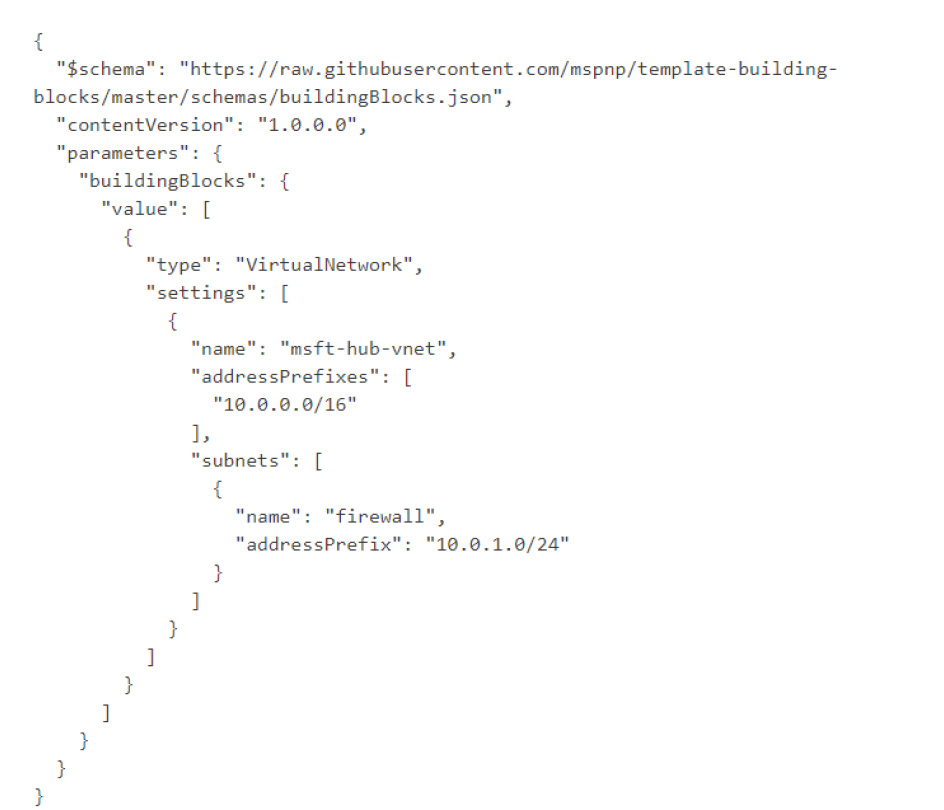 {
  "$schema": "https://raw.githubusercontent.com/mspnp/template-building-
blocks/master/schemas/buildingBlocks.json",
  "contentVersion": "1.0.0.0",
  "parameters": {
    "buildingBlocks": {
      "value": [
        {
          "type": "VirtualNetwork",
          "settings": [
            {
              "name": "msft-hub-vnet",
              "addressPrefixes": [
                "10.0.0.0/16"
              ],
              "subnets": [
                {
                  "name": "firewall",
                  "addressPrefix": "10.0.1.0/24"
                }
              ]
            }
          ]
        }
      ]
    }
  }
}